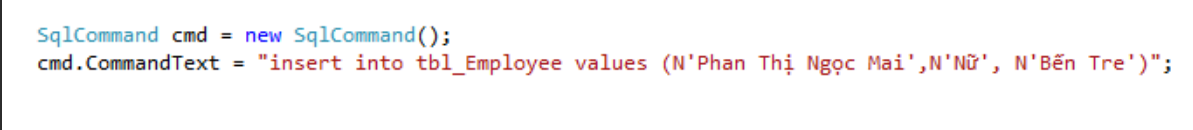 SqlCommand cmd = new SqlCommand();
cmd.CommandText = "insert into tbl_Employee values (N'Phan Thị Ngọc Mai',N'Nữ', N'Bến Tre')";